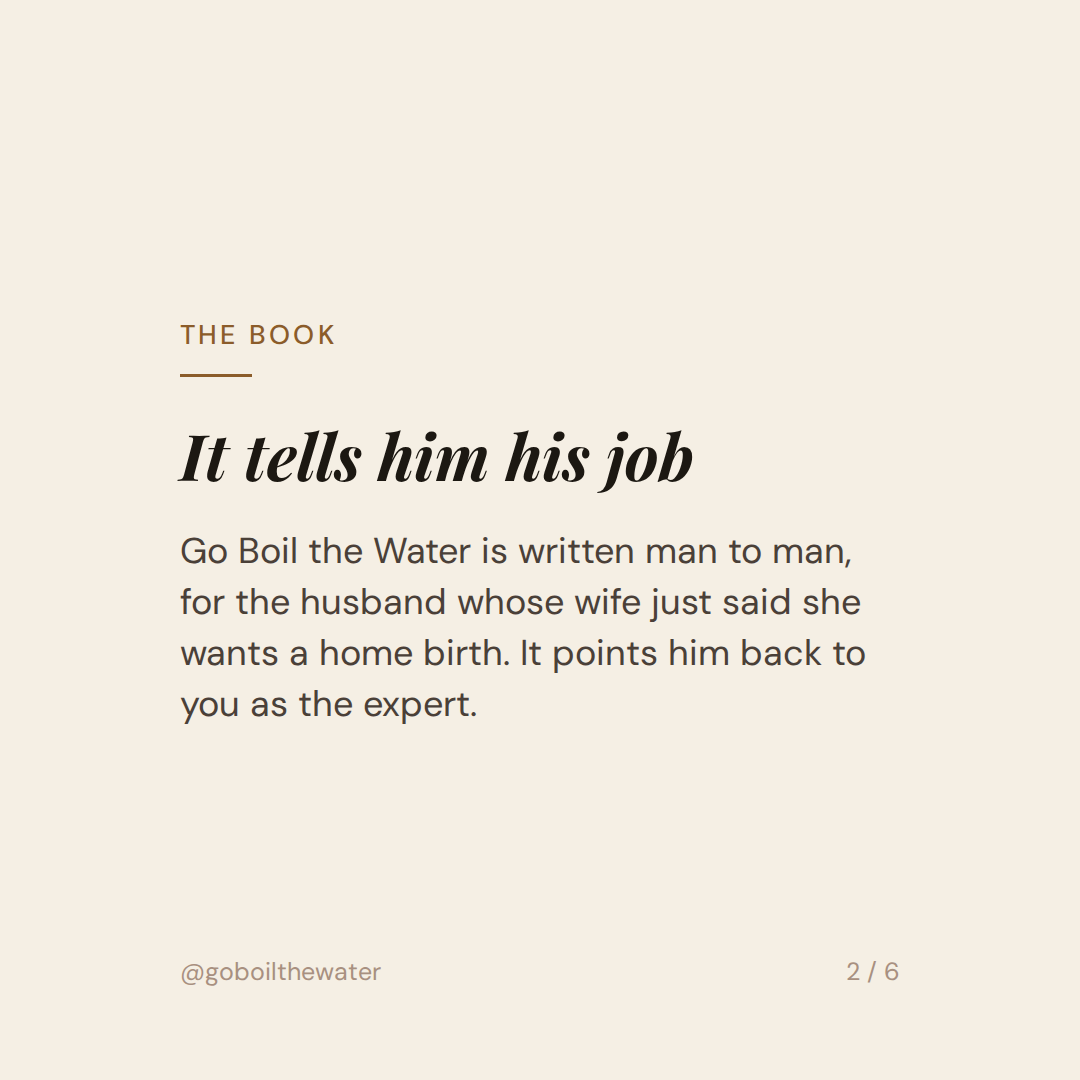 THE BOOK
It tells him his job
Go Boil the Water is written man to man,
for the husband whose wife just said she
wants a home birth. It points him back to
you as the expert.
@goboilthewater
2 / 6